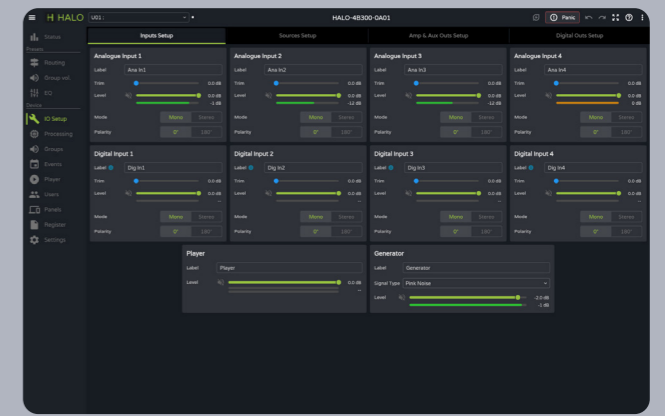 HALO
U01 :
HALO-4B300-0A01
Panic
Status
Inputs Setup
Sources Setup
Amp & Aux Outs Setup
Digital Outs Setup
Presets
Routing
Group vol.
EQ
Device
IO Setup
Processing
Groups
Events
Player
Users
Panels
Register
Settings
Analogue Input 1
Label Ana In1
Trim 0.0 dB
Level 0.0 dB
-1 dB
Mode Mono Stereo
Polarity 0° 180°
Analogue Input 2
Label Ana In2
Trim 0.0 dB
Level 0.0 dB
-12 dB
Mode Mono Stereo
Polarity 0° 180°
Analogue Input 3
Label Ana In3
Trim 0.0 dB
Level 0.0 dB
-12 dB
Mode Mono Stereo
Polarity 0° 180°
Analogue Input 4
Label Ana In4
Trim 0.0 dB
Level 0.0 dB
0 dB
Mode Mono Stereo
Polarity 0° 180°
Digital Input 1
Label Dig In1
Trim 0.0 dB
Level 0.0 dB
--
Mode Mono Stereo
Polarity 0° 180°
Digital Input 2
Label Dig In2
Trim 0.0 dB
Level 0.0 dB
--
Mode Mono Stereo
Polarity 0° 180°
Digital Input 3
Label Dig In3
Trim 0.0 dB
Level 0.0 dB
--
Mode Mono Stereo
Polarity 0° 180°
Digital Input 4
Label Dig In4
Trim 0.0 dB
Level 0.0 dB
--
Mode Mono Stereo
Polarity 0° 180°
Player
Label Player
Level 0.0 dB
--
Generator
Label Generator
Signal Type Pink Noise
Level -2.0 dB
-1 dB